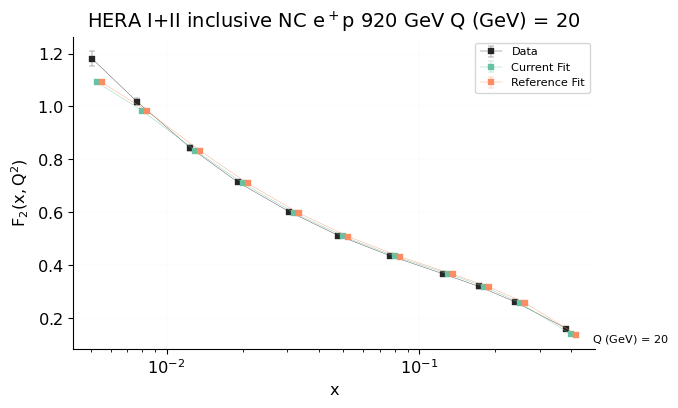 HERA I+II inclusive NC e⁺p 920 GeV Q (GeV) = 20
Data
Current Fit
Reference Fit
F₂(x, Q²)
1.2
1.0
0.8
0.6
0.4
0.2
Q (GeV) = 20
10⁻²
10⁻¹
x